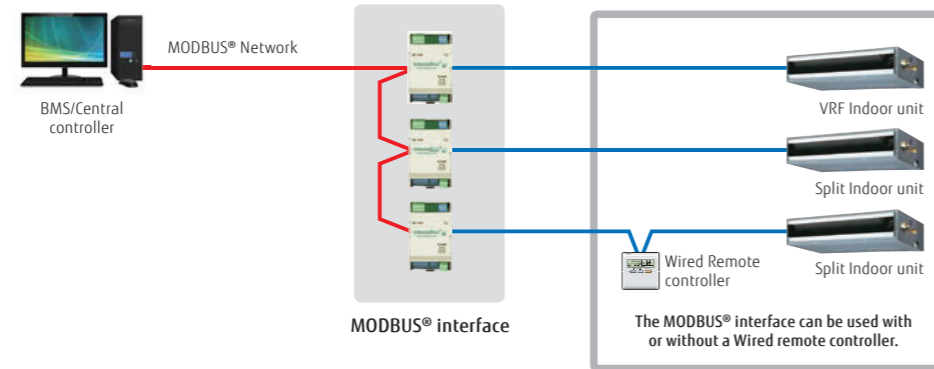 MODBUS® Network
BMS/Central
controller
VRF Indoor unit
Split Indoor unit
Wired Remote
controller
Split Indoor unit
MODBUS® interface
The MODBUS® interface can be used with
or without a Wired remote controller.